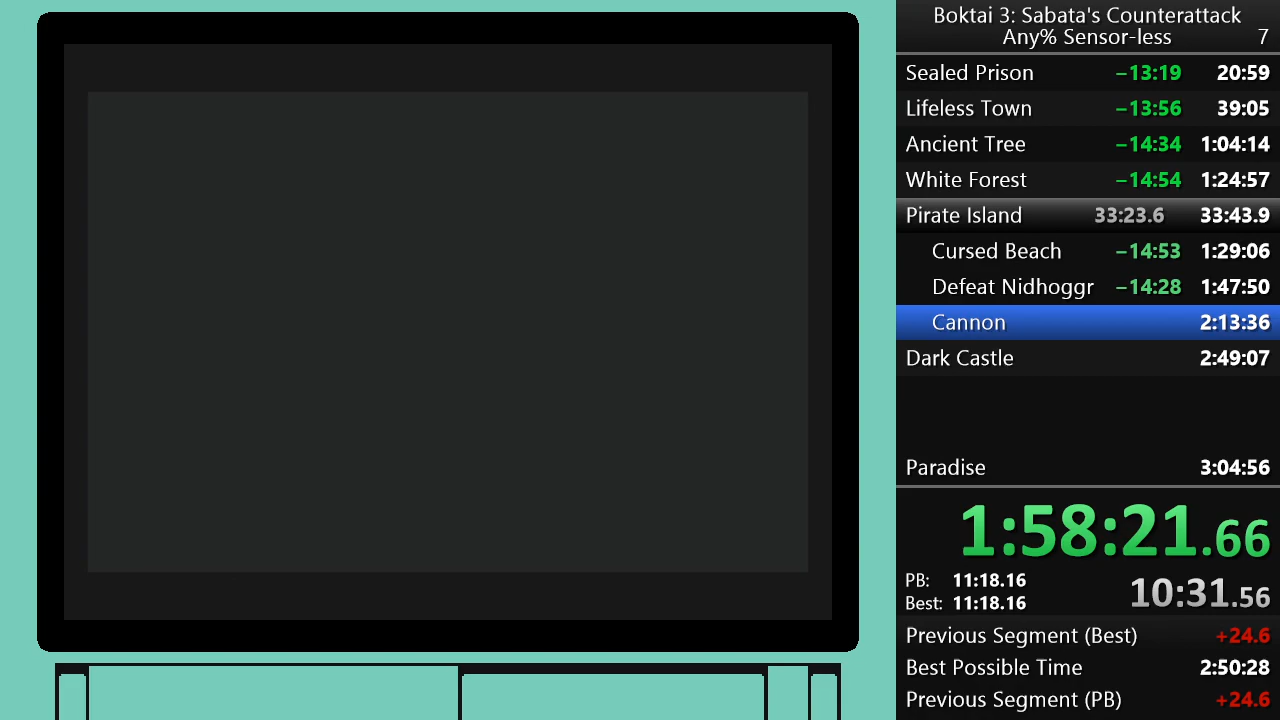 Boktai 3: Sabata's Counterattack
Any% Sensor-less 7
Sealed Prison −13:19 20:59
Lifeless Town −13:56 39:05
Ancient Tree −14:34 1:04:14
White Forest −14:54 1:24:57
Pirate Island 33:23.6 33:43.9
Cursed Beach −14:53 1:29:06
Defeat Nidhoggr −14:28 1:47:50
Cannon 2:13:36
Dark Castle 2:49:07
Paradise 3:04:56
1:58:21.66
PB: 11:18.16
Best: 11:18.16
10:31.56
Previous Segment (Best) +24.6
Best Possible Time 2:50:28
Previous Segment (PB) +24.6